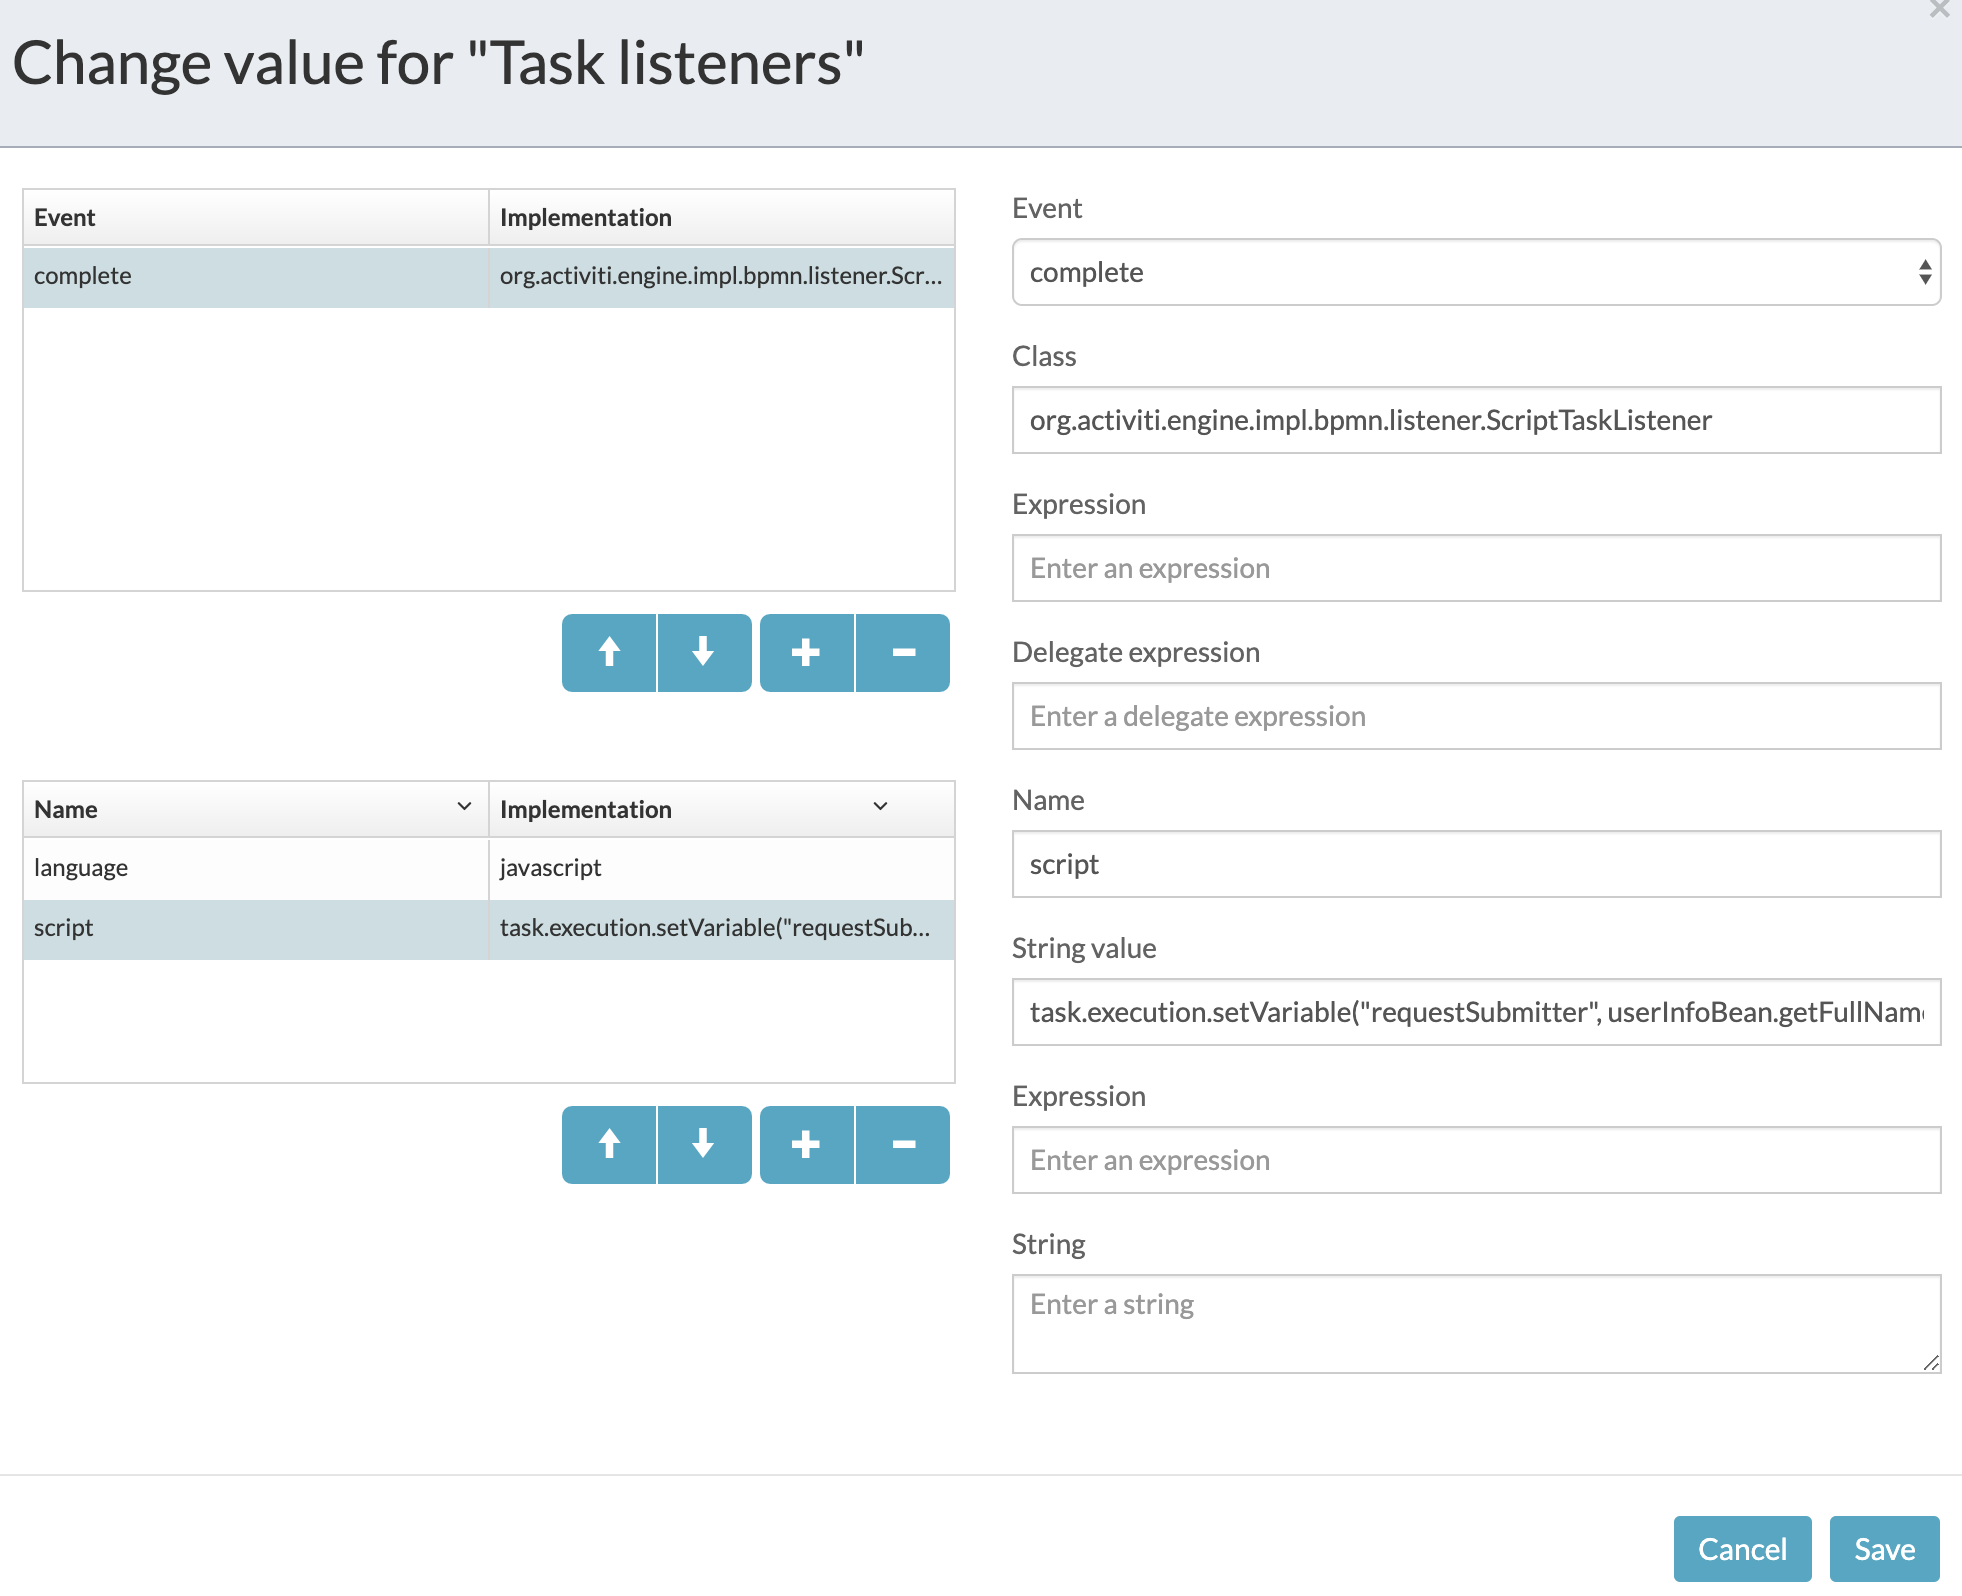 Change value for "Task listeners"
Event Implementation
complete org.activiti.engine.impl.bpmn.listener.Scr...
Name Implementation
language javascript
script task.execution.setVariable("requestSub...
Event
complete
Class
org.activiti.engine.impl.bpmn.listener.ScriptTaskListener
Expression
Enter an expression
Delegate expression
Enter a delegate expression
Name
script
String value
task.execution.setVariable("requestSubmitter", userInfoBean.getFullNam
Expression
Enter an expression
String
Enter a string
Cancel Save